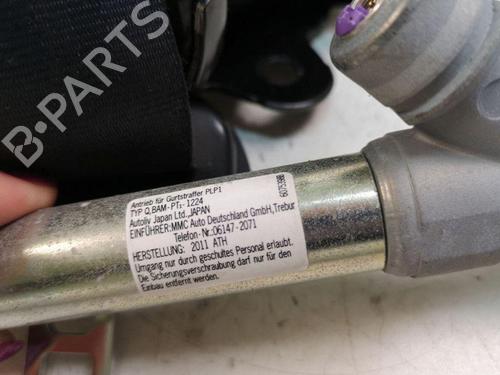 B-PARTS
Antrieb für Gurtstraffer PLP1
TYP Q,BAM-PT₁-1224
Autoliv Japan Ltd.,JAPAN
EINFÜHRER:MMC Auto Deutschland GmbH,Trebur
Telefon-Nr.:06147-2071
HERSTELLUNG: 2011 ATH
Umgang nur durch geschultes Personal erlaubt.
Die Sicherungsverschraubung darf nur für den
Einbau entfernt werden.